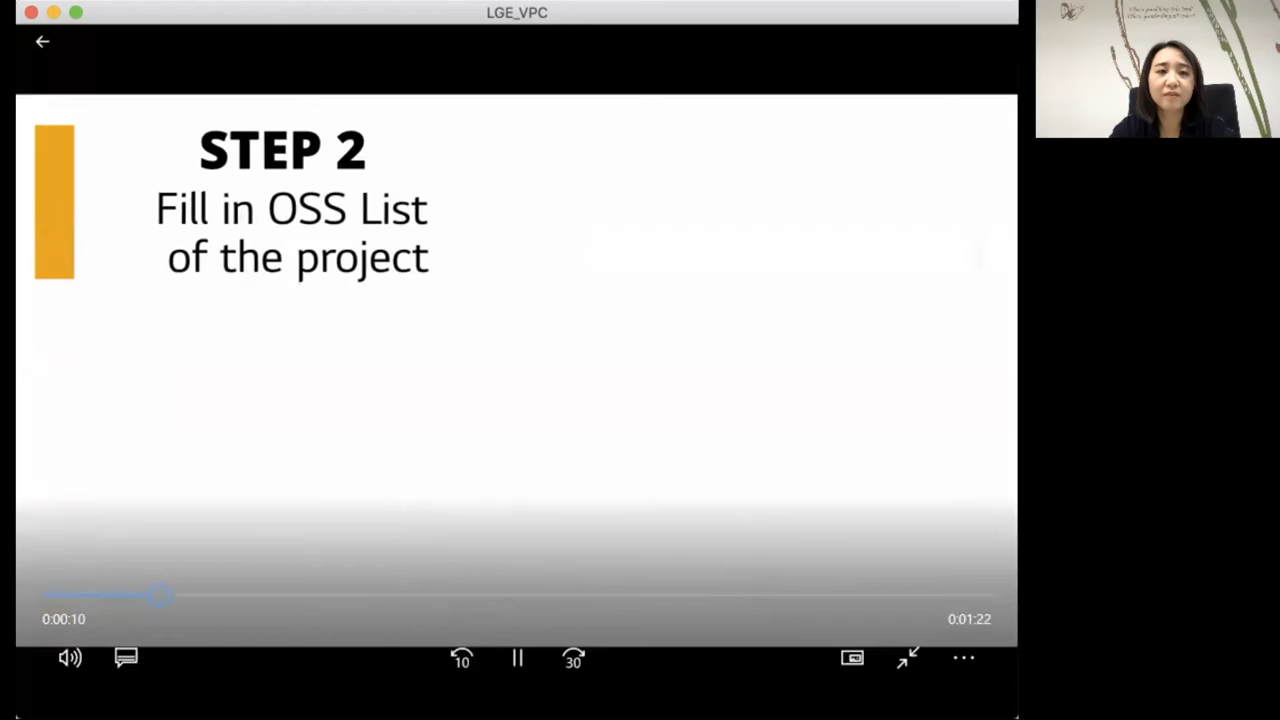 LGE_VPC
STEP 2
Fill in OSS List
of the project
0:00:10
0:01:22
10
30